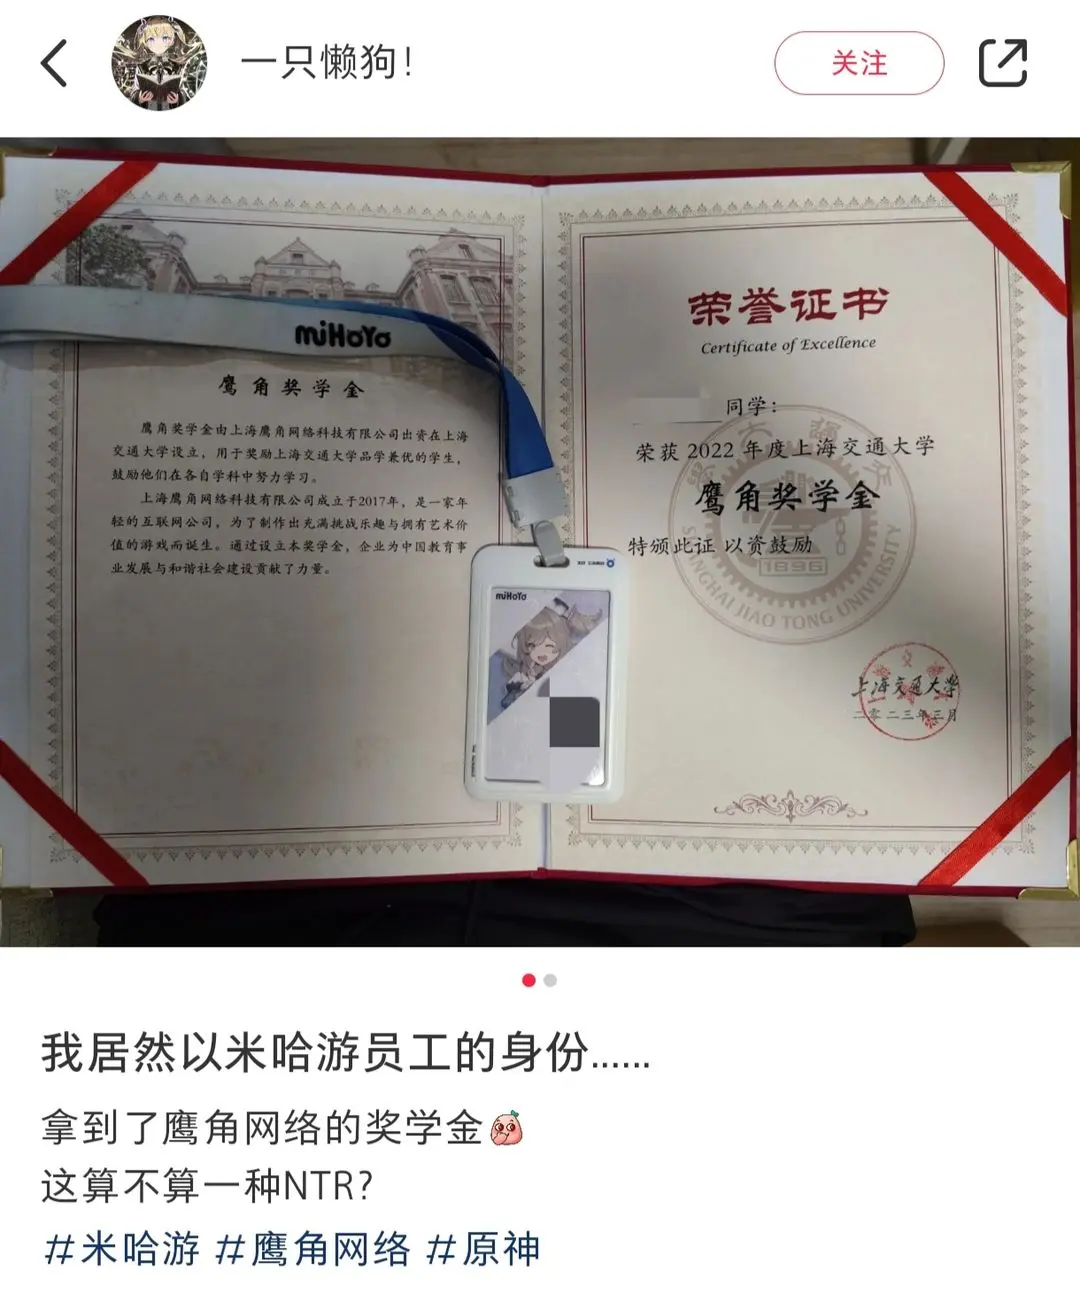 一只懒狗！
关注
miHoYo
鹰角奖学金
鹰角奖学金由上海鹰角网络科技有限公司出资在上海
交通大学设立，用于奖励上海交通大学品学兼优的学生，
鼓励他们在各自学科中努力学习。
上海鹰角网络科技有限公司成立于2017年，是一家年
轻的互联网公司，为了制作出充满挑战乐趣与拥有艺术价
值的游戏而诞生。通过设立本奖学金，企业为中国教育事
业发展与和谐社会建设贡献了力量。
miHoYo
荣誉证书
Certificate of Excellence
同学：
荣获 2022 年度上海交通大学
鹰角奖学金
特颁此证 以资鼓励
1896
SHANGHAI JIAO TONG UNIVERSITY
上海交通大学
二零二三年三月
我居然以米哈游员工的身份......
拿到了鹰角网络的奖学金
这算不算一种NTR?
#米哈游 #鹰角网络 #原神